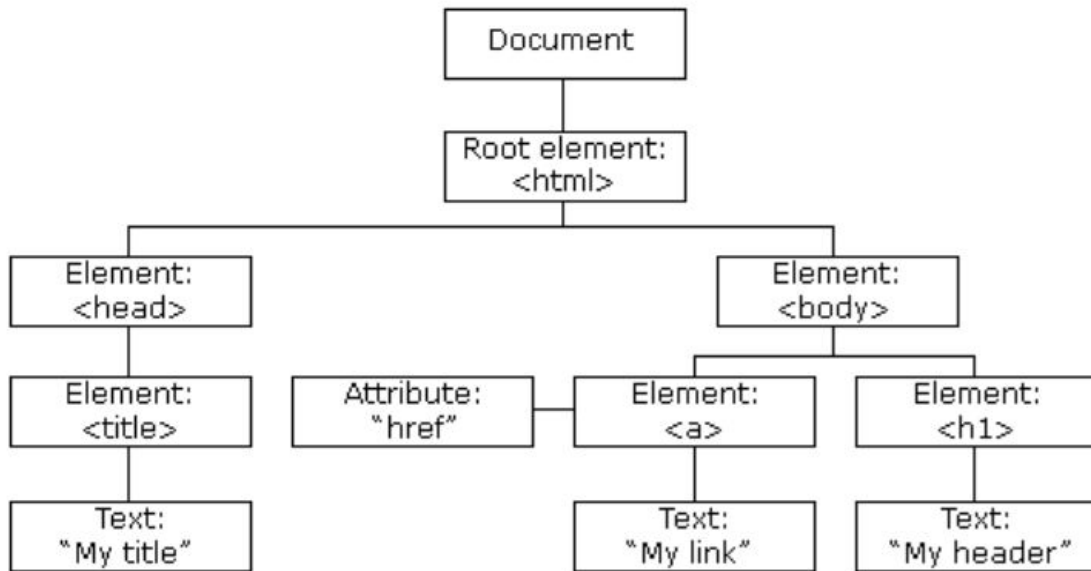 Document
Root element:
<html>
Element:
<head>
Element:
<body>
Element:
<title>
Attribute:
“href”
Element:
<a>
Element:
<h1>
Text:
“My title”
Text:
“My link”
Text:
“My header”